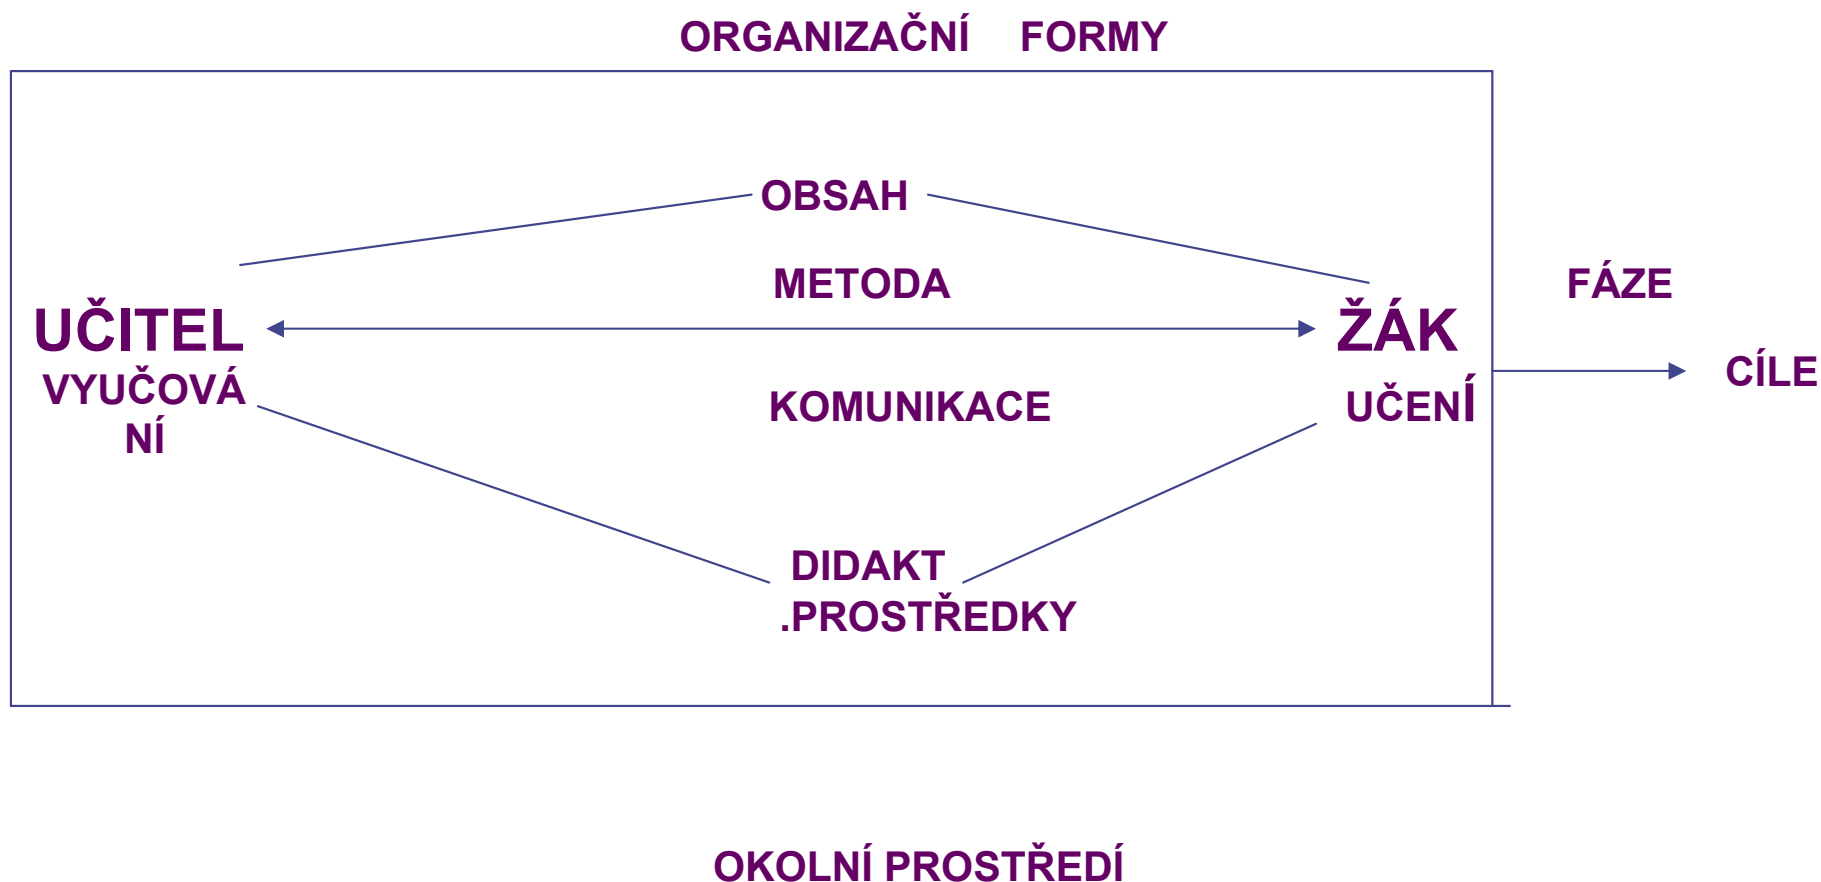 ORGANIZAČNÍ FORMY
OBSAH
METODA
FÁZE
UČITEL
ŽÁK
VYUČOVÁ
NÍ
KOMUNIKACE
UČENÍ
CÍLE
DIDAKT
.PROSTŘEDKY
OKOLNÍ PROSTŘEDÍ